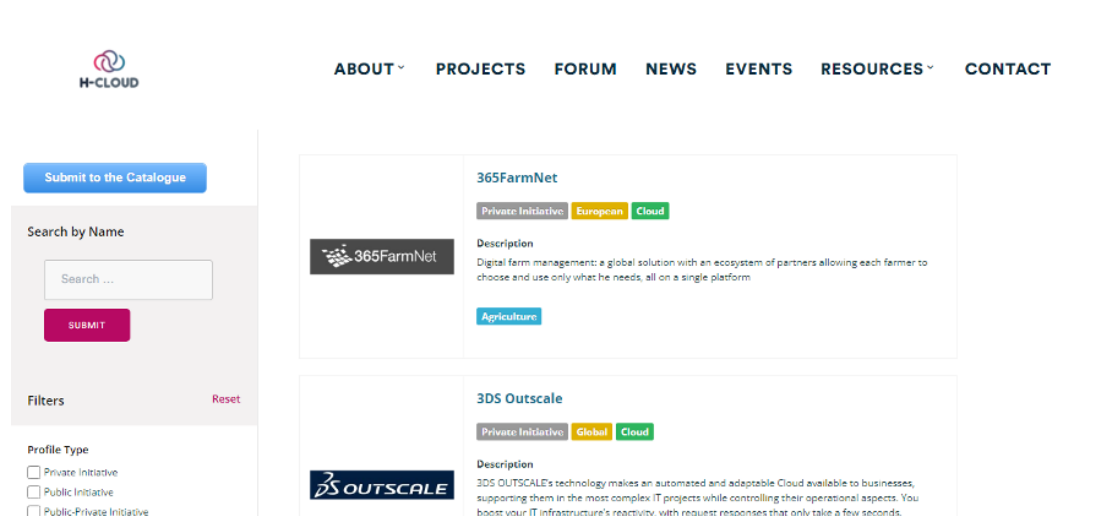 H-CLOUD
ABOUT
PROJECTS
FORUM
NEWS
EVENTS
RESOURCES
CONTACT
Submit to the Catalogue
Search by Name
Search ...
SUBMIT
Filters
Reset
Profile Type
Private Initiative
Public Initiative
Public-Private Initiative
365FarmNet
365FarmNet
Private Initiative
European
Cloud
Description
Digital farm management: a global solution with an ecosystem of partners allowing each farmer to
choose and use only what he needs, all on a single platform
Agriculture
3DS OUTSCALE
3DS Outscale
Private Initiative
Global
Cloud
Description
3DS OUTSCALE's technology makes an automated and adaptable Cloud available to businesses,
supporting them in the most complex IT projects while controlling their operational aspects. You
boost your IT infrastructure's reactivity, with request responses that only take a few seconds.